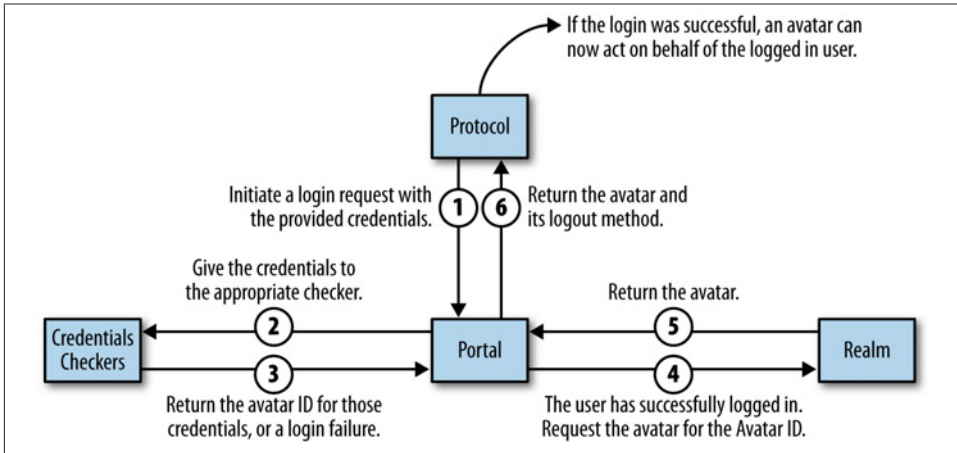 If the login was successful, an avatar can
now act on behalf of the logged in user.
Protocol
Initiate a login request with
the provided credentials.
1
6
Return the avatar and
its logout method.
Give the credentials to
the appropriate checker.
2
Return the avatar.
5
Credentials
Checkers
Portal
Realm
3
Return the avatar ID for those
credentials, or a login failure.
4
The user has successfully logged in.
Request the avatar for the Avatar ID.